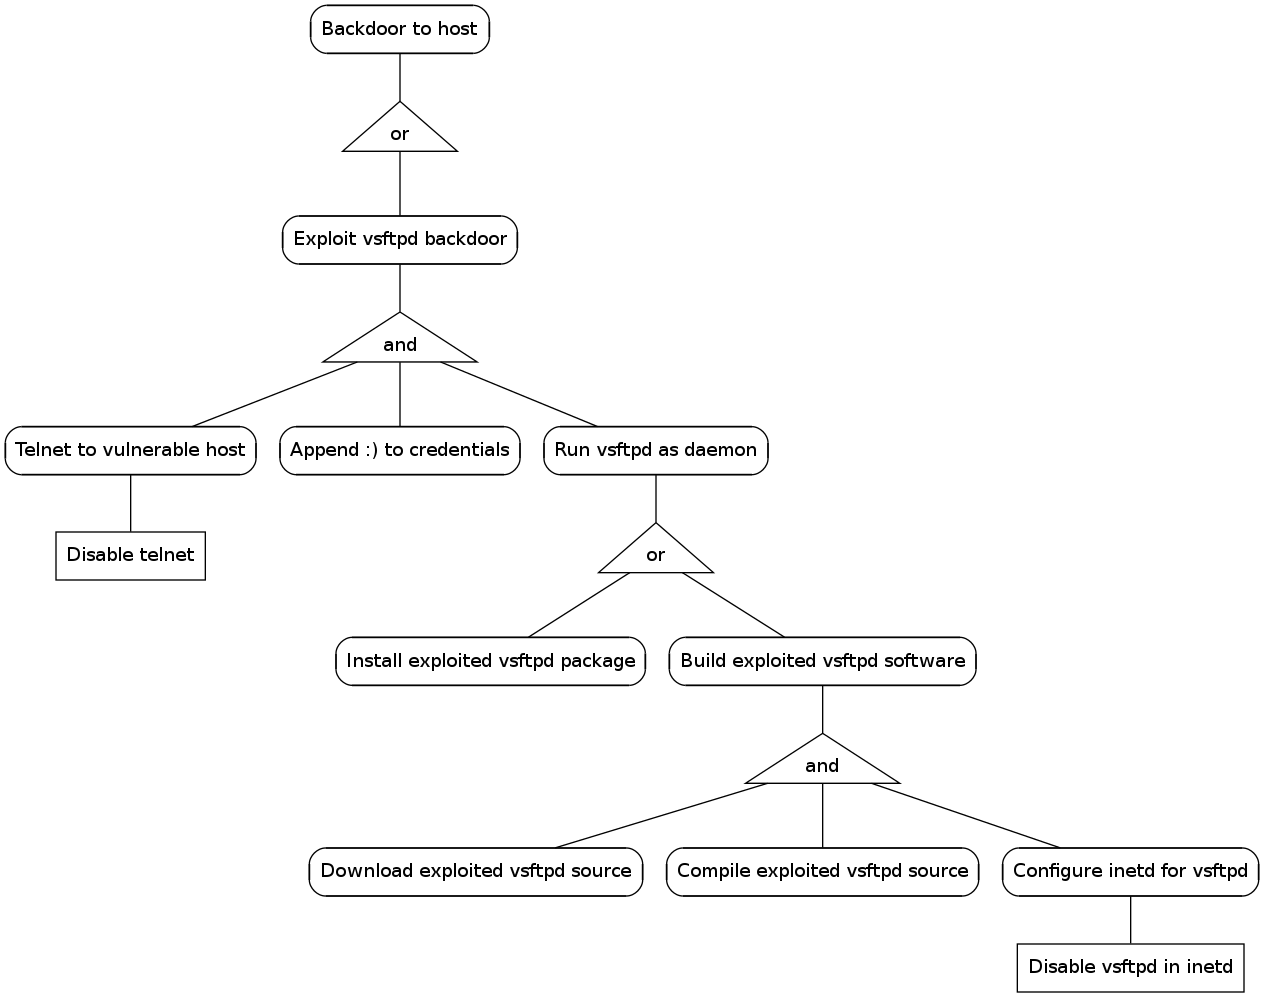 Backdoor to host
or
Exploit vsftpd backdoor
and
Telnet to vulnerable host
Append :) to credentials
Run vsftpd as daemon
Disable telnet
or
Install exploited vsftpd package
Build exploited vsftpd software
and
Download exploited vsftpd source
Compile exploited vsftpd source
Configure inetd for vsftpd
Disable vsftpd in inetd